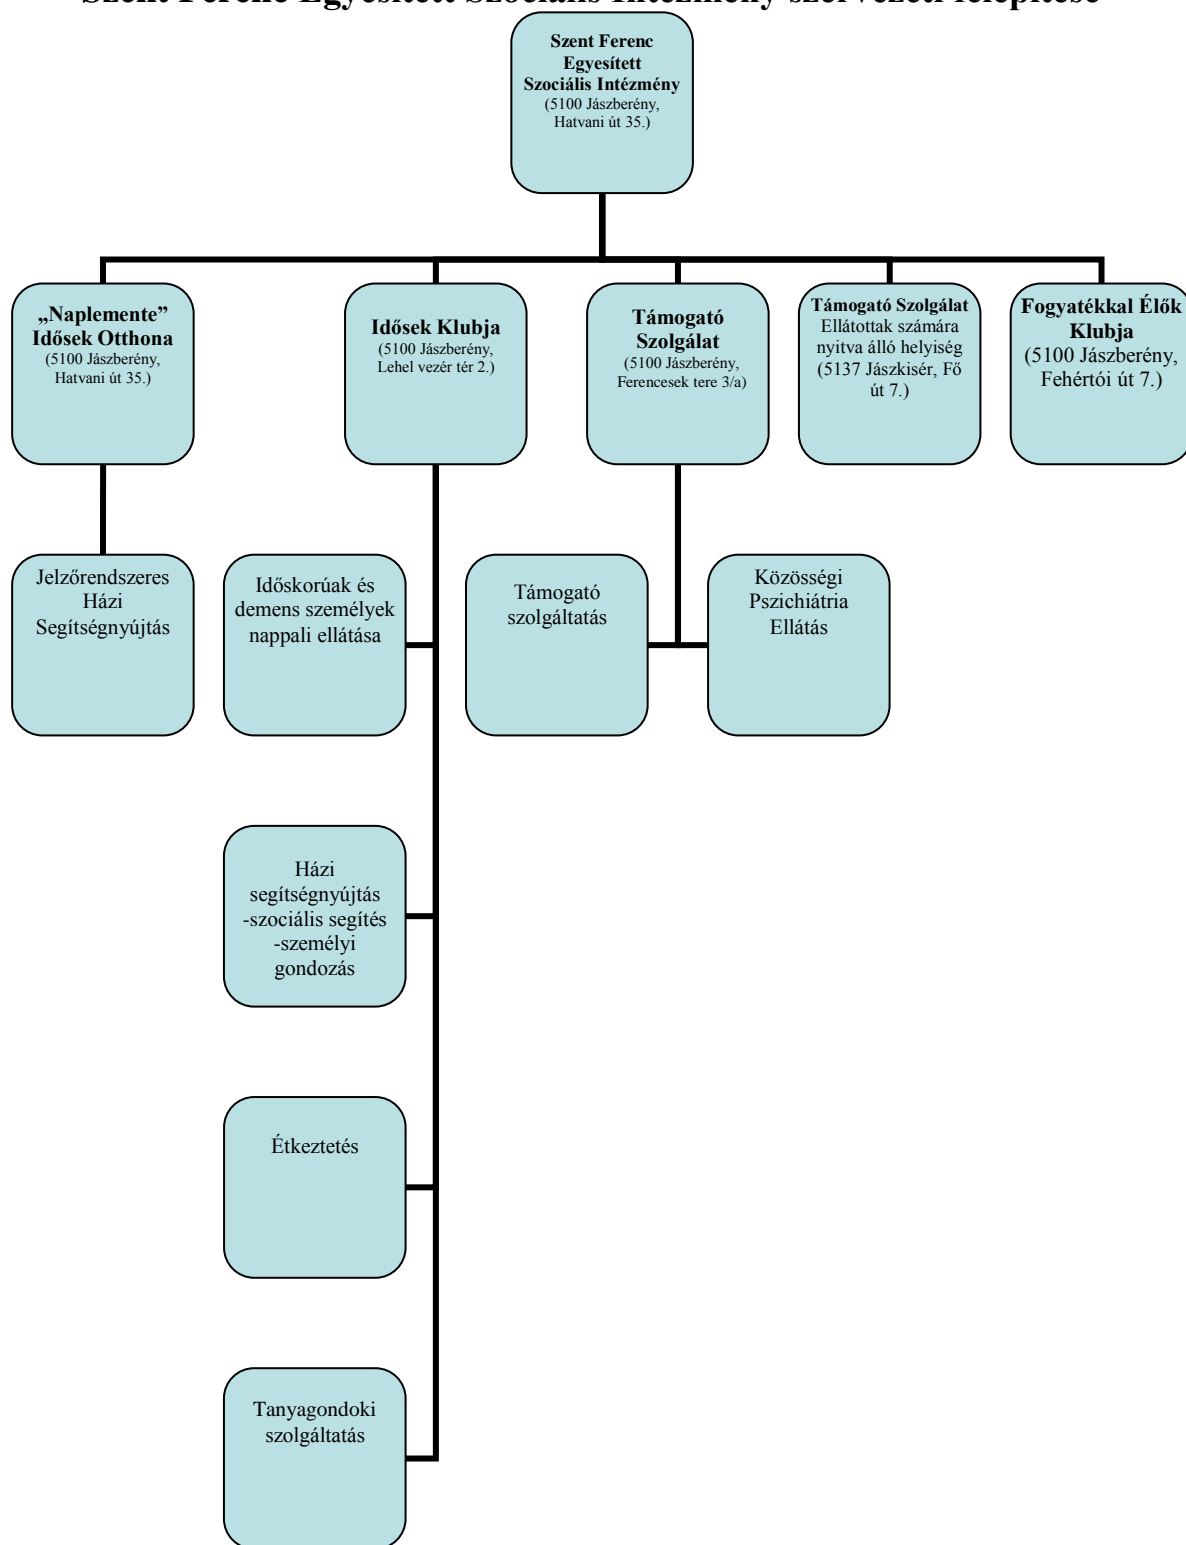 Szent Ferenc Egyesített Szociális Intézmény szervezeti felépítése
Szent Ferenc
Egyesített
Szociális Intézmény
(5100 Jászberény,
Hatvani út 35.)
„Naplemente”
Idősek Otthona
(5100 Jászberény,
Hatvani út 35.)
Idősek Klubja
(5100 Jászberény,
Lehel vezér tér 2.)
Támogató
Szolgálat
(5100 Jászberény,
Ferencesek tere 3/a)
Támogató Szolgálat
Ellátottak számára
nyitva álló helyiség
(5137 Jászkisér, Fő
út 7.)
Fogyatékkal Élők
Klubja
(5100 Jászberény,
Fehértói út 7.)
Jelzőrendszeres
Házi
Segítségnyújtás
Időskorúak és
demens személyek
nappali ellátása
Támogató
szolgáltatás
Közösségi
Pszichiátria
Ellátás
Házi
segítségnyújtás
-szociális segítés
-személyi
gondozás
Étkeztetés
Tanyagondoki
szolgáltatás